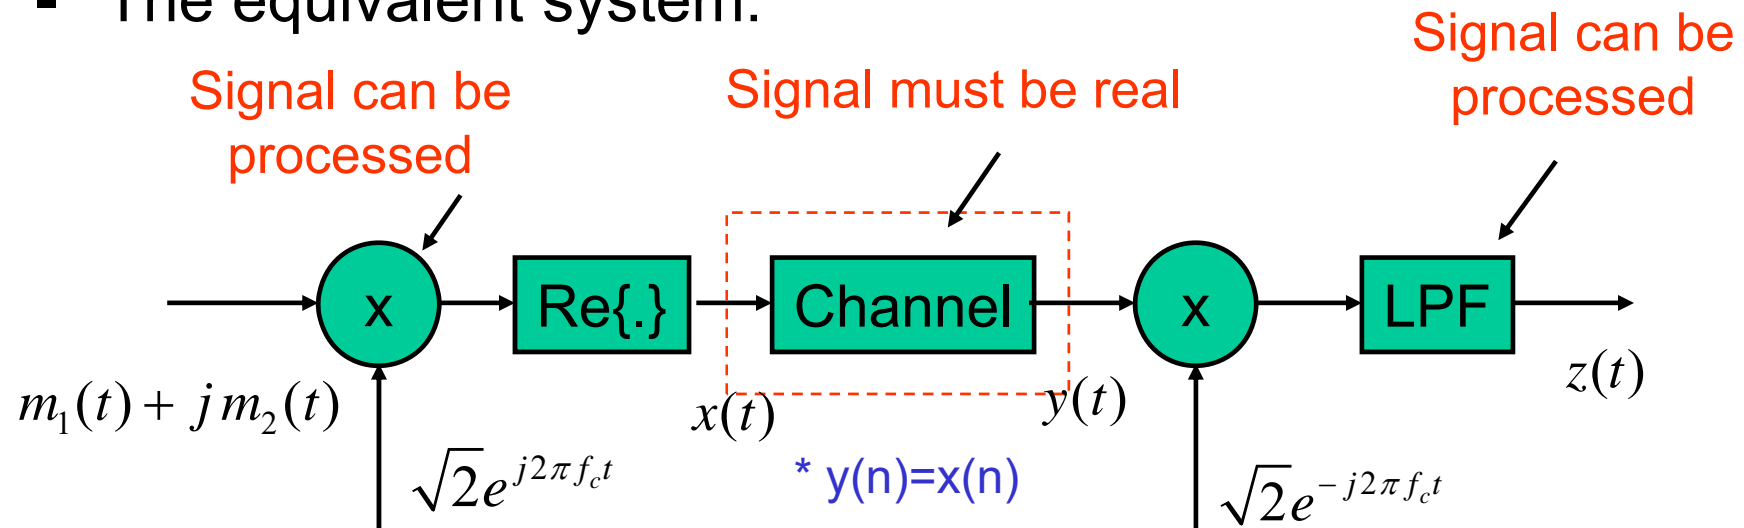 ▪ The equivalent system:
Signal can be
processed
Signal must be real
Signal can be
processed
x
Re{.}
Channel
x
LPF
m₁(t) + j m₂(t)
x(t)
y(t)
z(t)
√2e^{j2πf_c t}
* y(n)=x(n)
√2e^{-j2πf_c t}